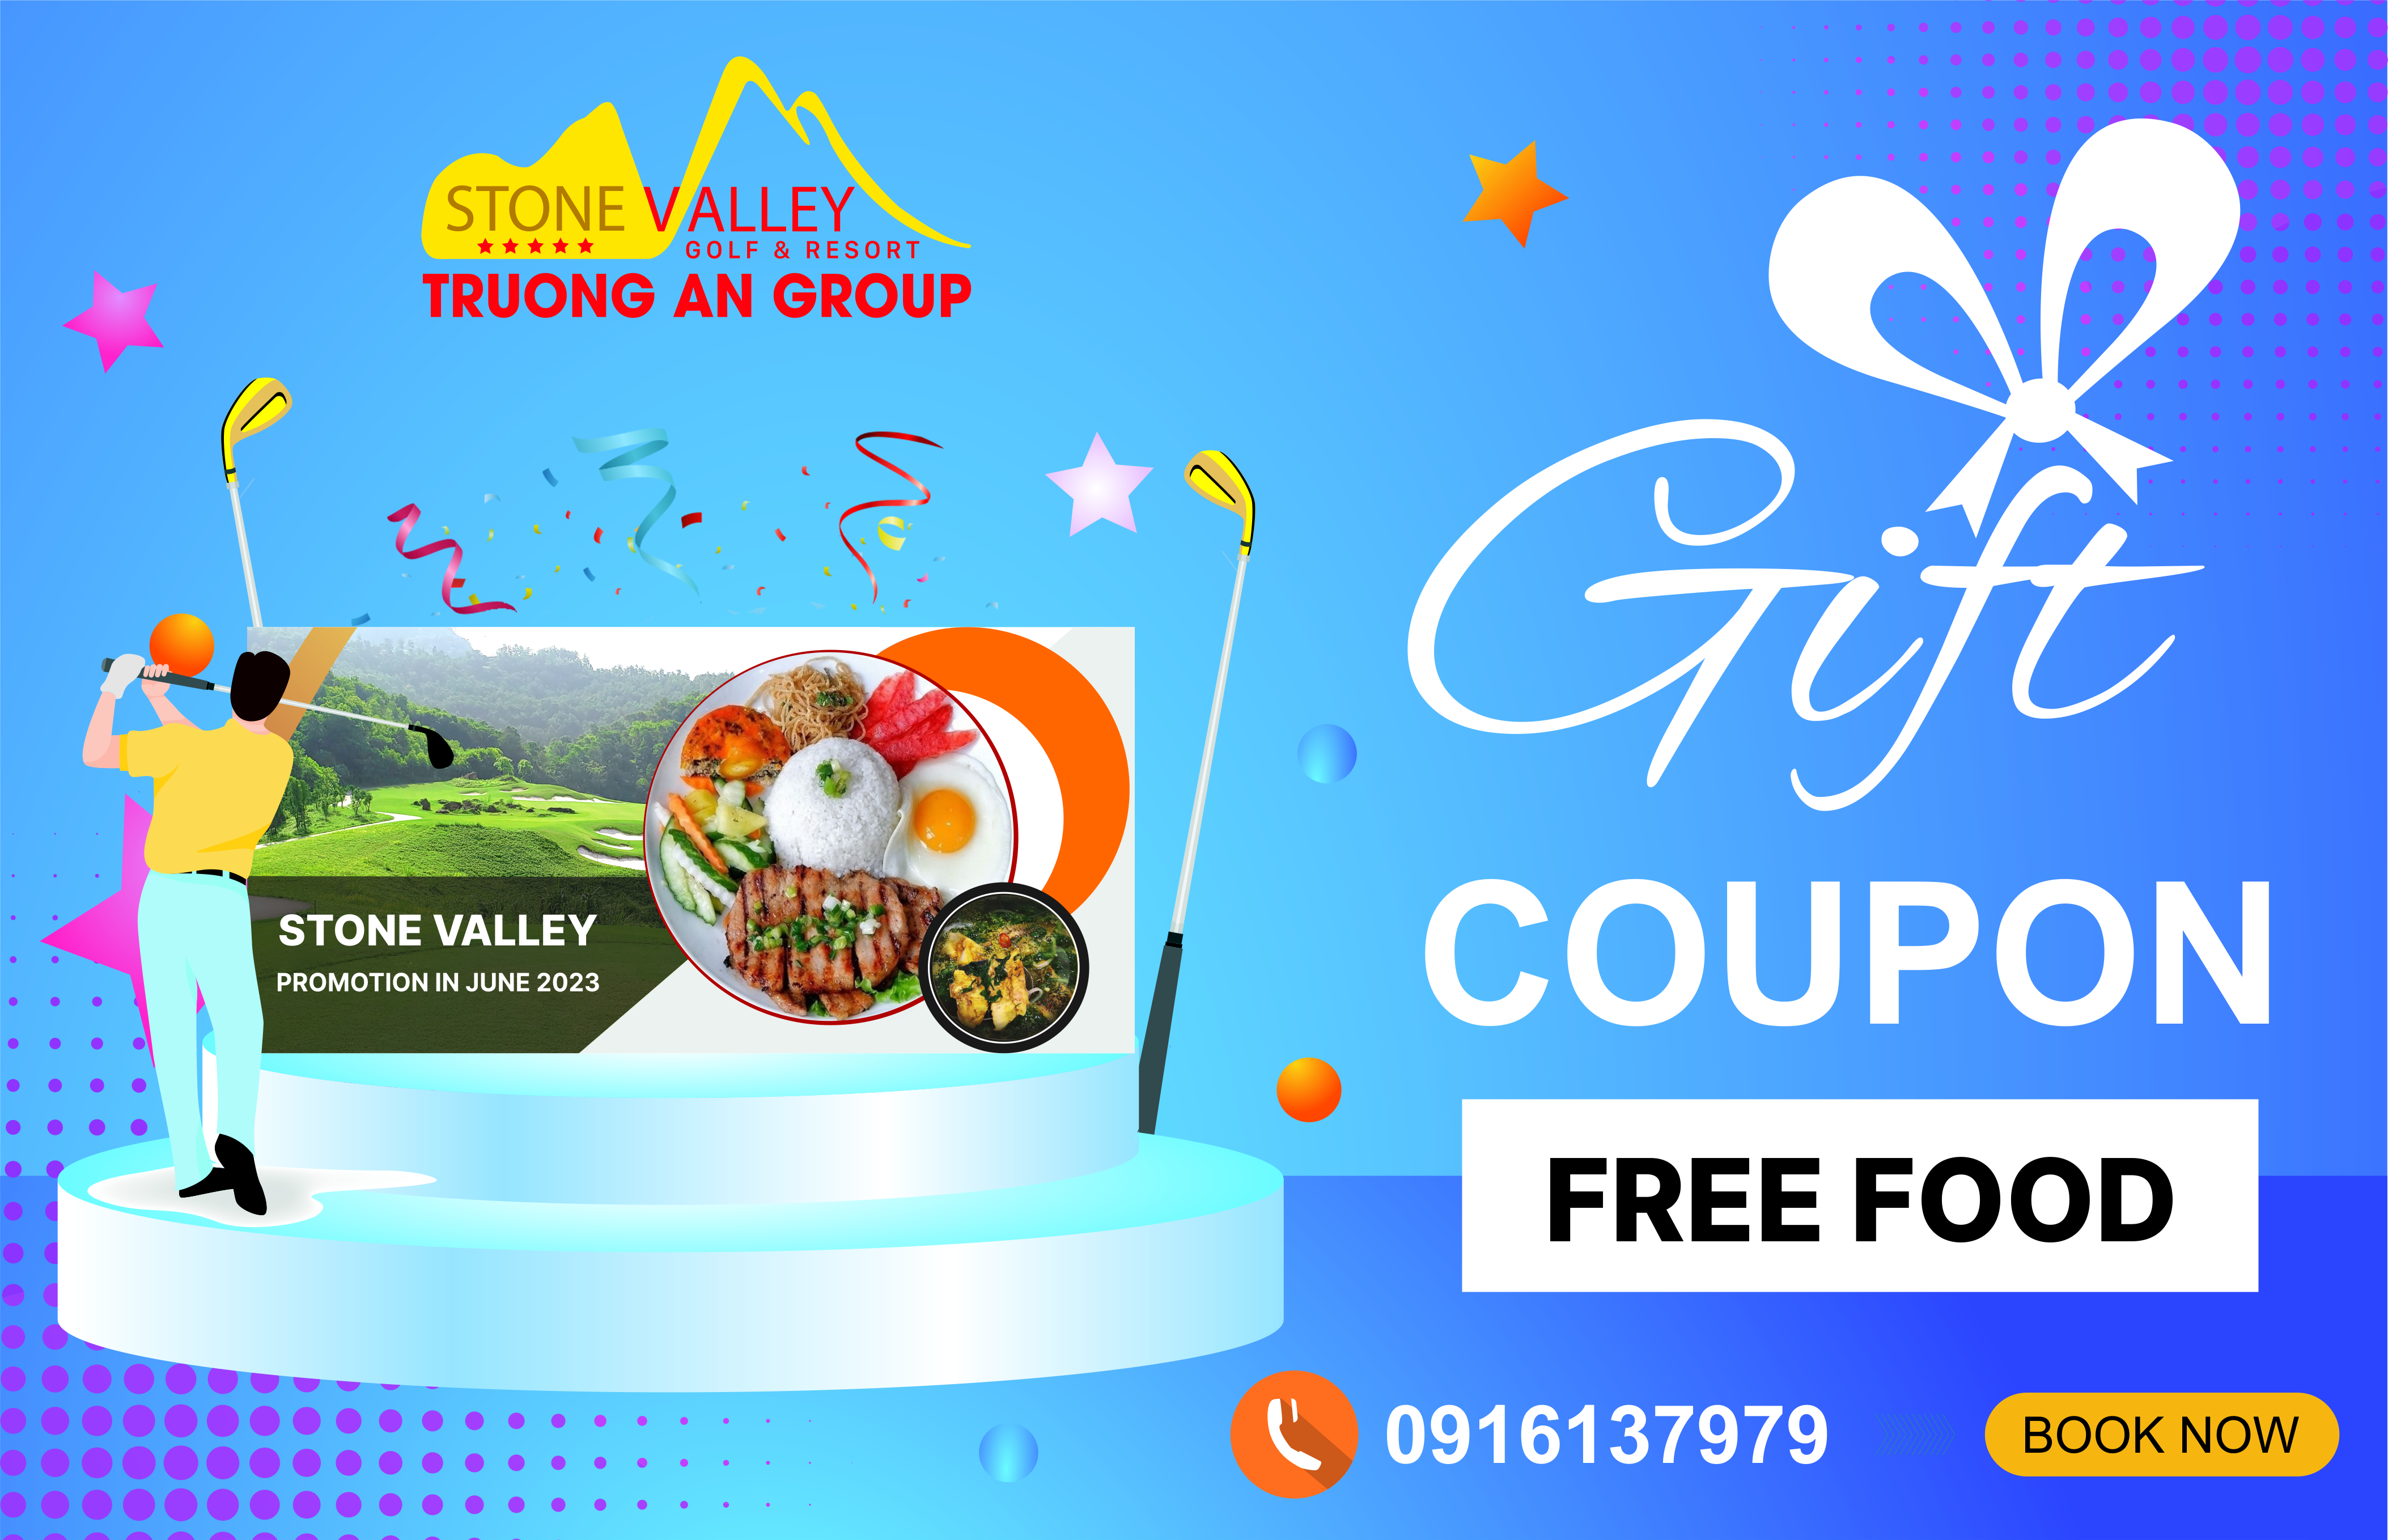 STONE VALLEY
GOLF & RESORT
TRUONG AN GROUP
Gift
COUPON
STONE VALLEY
PROMOTION IN JUNE 2023
FREE FOOD
0916137979
BOOK NOW